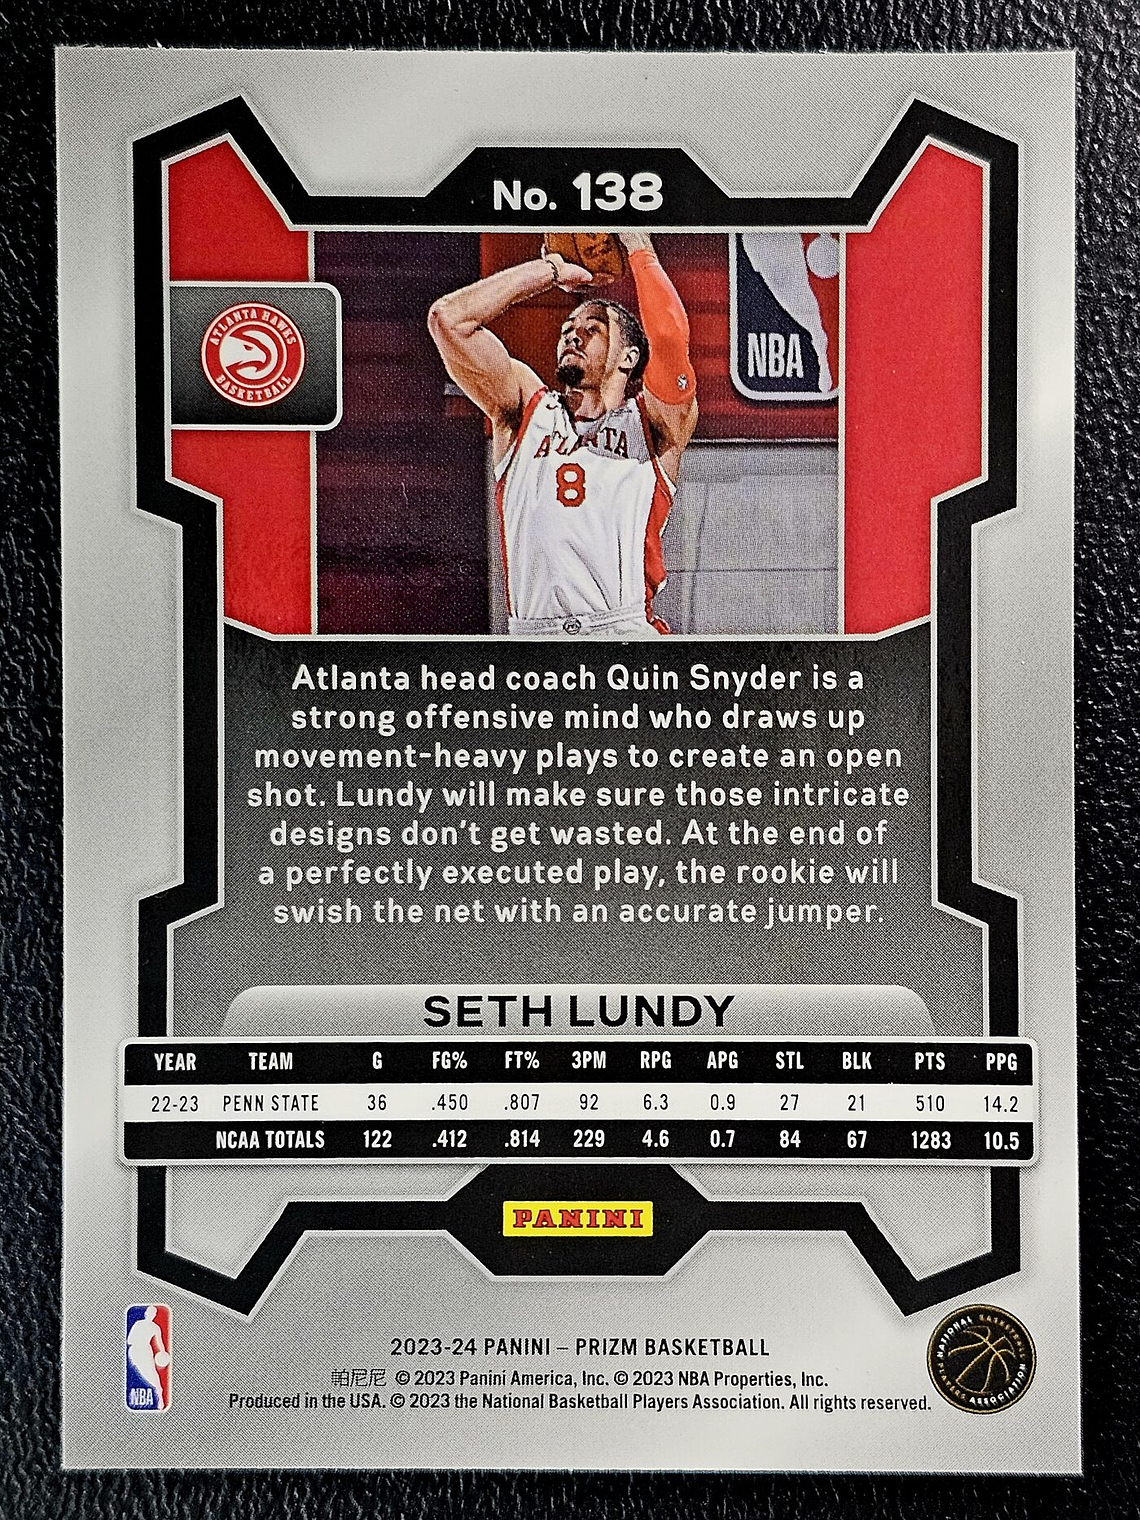 No. 138
ATLANTA HAWKS
BASKETBALL
NBA
ATLANTA
8
Atlanta head coach Quin Snyder is a
strong offensive mind who draws up
movement-heavy plays to create an open
shot. Lundy will make sure those intricate
designs don't get wasted. At the end of
a perfectly executed play, the rookie will
swish the net with an accurate jumper.
SETH LUNDY
YEAR TEAM G FG% FT% 3PM RPG APG STL BLK PTS PPG
22-23 PENN STATE 36 .450 .807 92 6.3 0.9 27 21 510 14.2
NCAA TOTALS 122 .412 .814 229 4.6 0.7 84 67 1283 10.5
PANINI
2023-24 PANINI – PRIZM BASKETBALL
帕尼尼 © 2023 Panini America, Inc. © 2023 NBA Properties, Inc.
Produced in the USA. © 2023 the National Basketball Players Association. All rights reserved.
NBA
NATIONAL BASKETBALL
PLAYERS ASSOCIATION